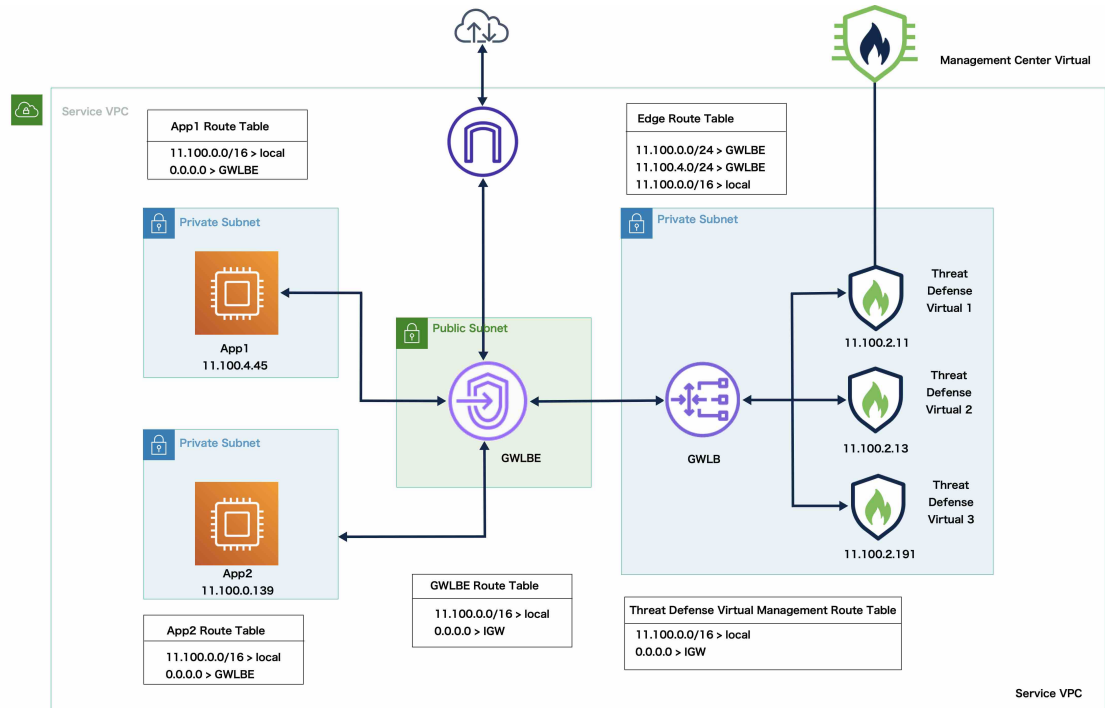 Management Center Virtual
Service VPC
App1 Route Table
11.100.0.0/16 > local
0.0.0.0 > GWLBE
Edge Route Table
11.100.0.0/24 > GWLBE
11.100.4.0/24 > GWLBE
11.100.0.0/16 > local
Private Subnet
App1
11.100.4.45
Public Subnet
GWLBE
Private Subnet
GWLB
Threat
Defense
Virtual 1
11.100.2.11
Threat
Defense
Virtual 2
11.100.2.13
Threat
Defense
Virtual 3
11.100.2.191
Private Subnet
App2
11.100.0.139
App2 Route Table
11.100.0.0/16 > local
0.0.0.0 > GWLBE
GWLBE Route Table
11.100.0.0/16 > local
0.0.0.0 > IGW
Threat Defense Virtual Management Route Table
11.100.0.0/16 > local
0.0.0.0 > IGW
Service VPC